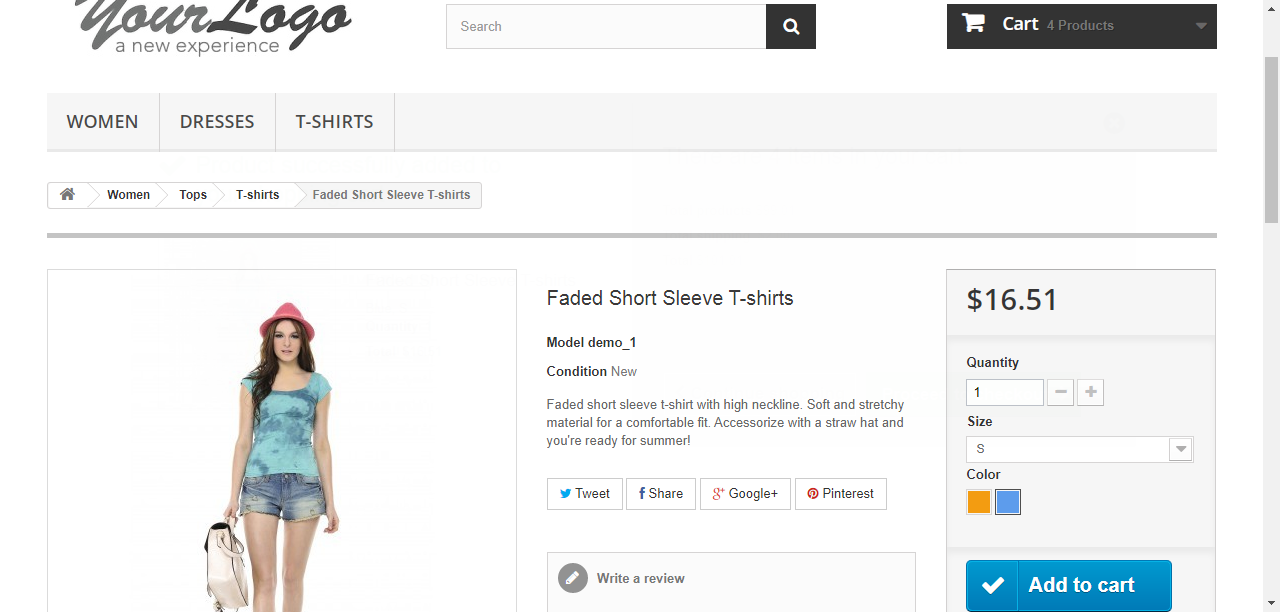 YourLogo
a new experience
Search
Cart 4 Products
WOMEN DRESSES T-SHIRTS
Women Tops T-shirts Faded Short Sleeve T-shirts
Faded Short Sleeve T-shirts
Model demo_1
Condition New
Faded short sleeve t-shirt with high neckline. Soft and stretchy
material for a comfortable fit. Accessorize with a straw hat and
you're ready for summer!
Tweet Share Google+ Pinterest
Write a review
$16.51
Quantity
1
Size
S
Color
Add to cart